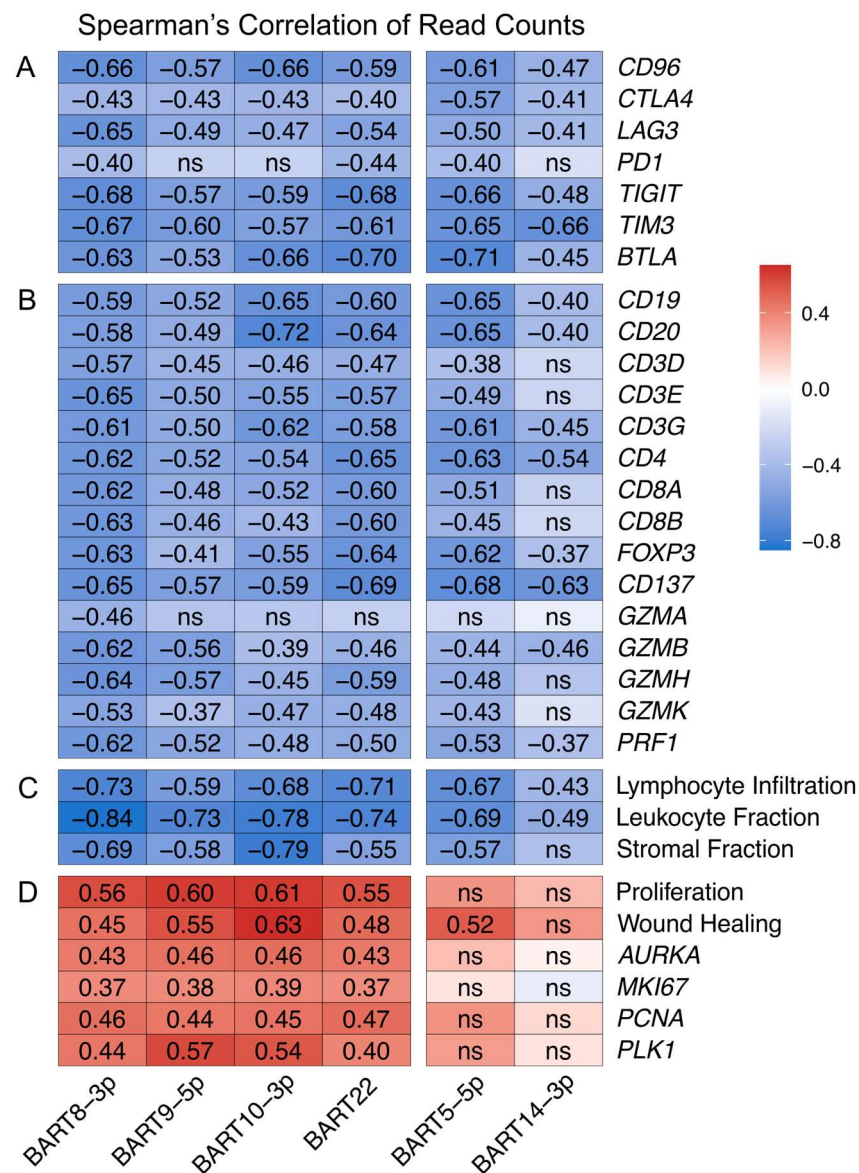 Spearman’s Correlation of Read Counts
A −0.66 −0.57 −0.66 −0.59 −0.61 −0.47 CD96
−0.43 −0.43 −0.43 −0.40 −0.57 −0.41 CTLA4
−0.65 −0.49 −0.47 −0.54 −0.50 −0.41 LAG3
−0.40 ns ns −0.44 −0.40 ns PD1
−0.68 −0.57 −0.59 −0.68 −0.66 −0.48 TIGIT
−0.67 −0.60 −0.57 −0.61 −0.65 −0.66 TIM3
−0.63 −0.53 −0.66 −0.70 −0.71 −0.45 BTLA
B −0.59 −0.52 −0.65 −0.60 −0.65 −0.40 CD19
−0.58 −0.49 −0.72 −0.64 −0.65 −0.40 CD20
−0.57 −0.45 −0.46 −0.47 −0.38 ns CD3D
−0.65 −0.50 −0.55 −0.57 −0.49 ns CD3E
−0.61 −0.50 −0.62 −0.58 −0.61 −0.45 CD3G
−0.62 −0.52 −0.54 −0.65 −0.63 −0.54 CD4
−0.62 −0.48 −0.52 −0.60 −0.51 ns CD8A
−0.63 −0.46 −0.43 −0.60 −0.45 ns CD8B
−0.63 −0.41 −0.55 −0.64 −0.62 −0.37 FOXP3
−0.65 −0.57 −0.59 −0.69 −0.68 −0.63 CD137
−0.46 ns ns ns ns ns GZMA
−0.62 −0.56 −0.39 −0.46 −0.44 −0.46 GZMB
−0.64 −0.57 −0.45 −0.59 −0.48 ns GZMH
−0.53 −0.37 −0.47 −0.48 −0.43 ns GZMK
−0.62 −0.52 −0.48 −0.50 −0.53 −0.37 PRF1
C −0.73 −0.59 −0.68 −0.71 −0.67 −0.43 Lymphocyte Infiltration
−0.84 −0.73 −0.78 −0.74 −0.69 −0.49 Leukocyte Fraction
−0.69 −0.58 −0.79 −0.55 −0.57 ns Stromal Fraction
D 0.56 0.60 0.61 0.55 ns ns Proliferation
0.45 0.55 0.63 0.48 0.52 ns Wound Healing
0.43 0.46 0.46 0.43 ns ns AURKA
0.37 0.38 0.39 0.37 ns ns MKI67
0.46 0.44 0.45 0.47 ns ns PCNA
0.44 0.57 0.54 0.40 ns ns PLK1
BART8−3p BART9−5p BART10−3p BART22 BART5−5p BART14−3p
0.4
0.0
−0.4
−0.8